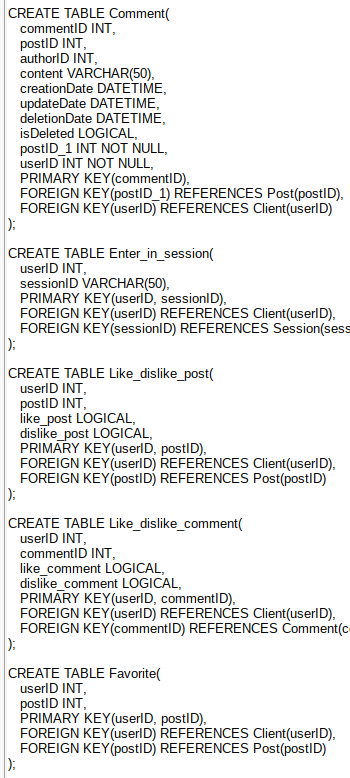 CREATE TABLE Comment(
commentID INT,
postID INT,
authorID INT,
content VARCHAR(50),
creationDate DATETIME,
updateDate DATETIME,
deletionDate DATETIME,
isDeleted LOGICAL,
postID_1 INT NOT NULL,
userID INT NOT NULL,
PRIMARY KEY(commentID),
FOREIGN KEY(postID_1) REFERENCES Post(postID),
FOREIGN KEY(userID) REFERENCES Client(userID)
);
CREATE TABLE Enter_in_session(
userID INT,
sessionID VARCHAR(50),
PRIMARY KEY(userID, sessionID),
FOREIGN KEY(userID) REFERENCES Client(userID),
FOREIGN KEY(sessionID) REFERENCES Session(sess
);
CREATE TABLE Like_dislike_post(
userID INT,
postID INT,
like_post LOGICAL,
dislike_post LOGICAL,
PRIMARY KEY(userID, postID),
FOREIGN KEY(userID) REFERENCES Client(userID),
FOREIGN KEY(postID) REFERENCES Post(postID)
);
CREATE TABLE Like_dislike_comment(
userID INT,
commentID INT,
like_comment LOGICAL,
dislike_comment LOGICAL,
PRIMARY KEY(userID, commentID),
FOREIGN KEY(userID) REFERENCES Client(userID),
FOREIGN KEY(commentID) REFERENCES Comment(c
);
CREATE TABLE Favorite(
userID INT,
postID INT,
PRIMARY KEY(userID, postID),
FOREIGN KEY(userID) REFERENCES Client(userID),
FOREIGN KEY(postID) REFERENCES Post(postID)
);